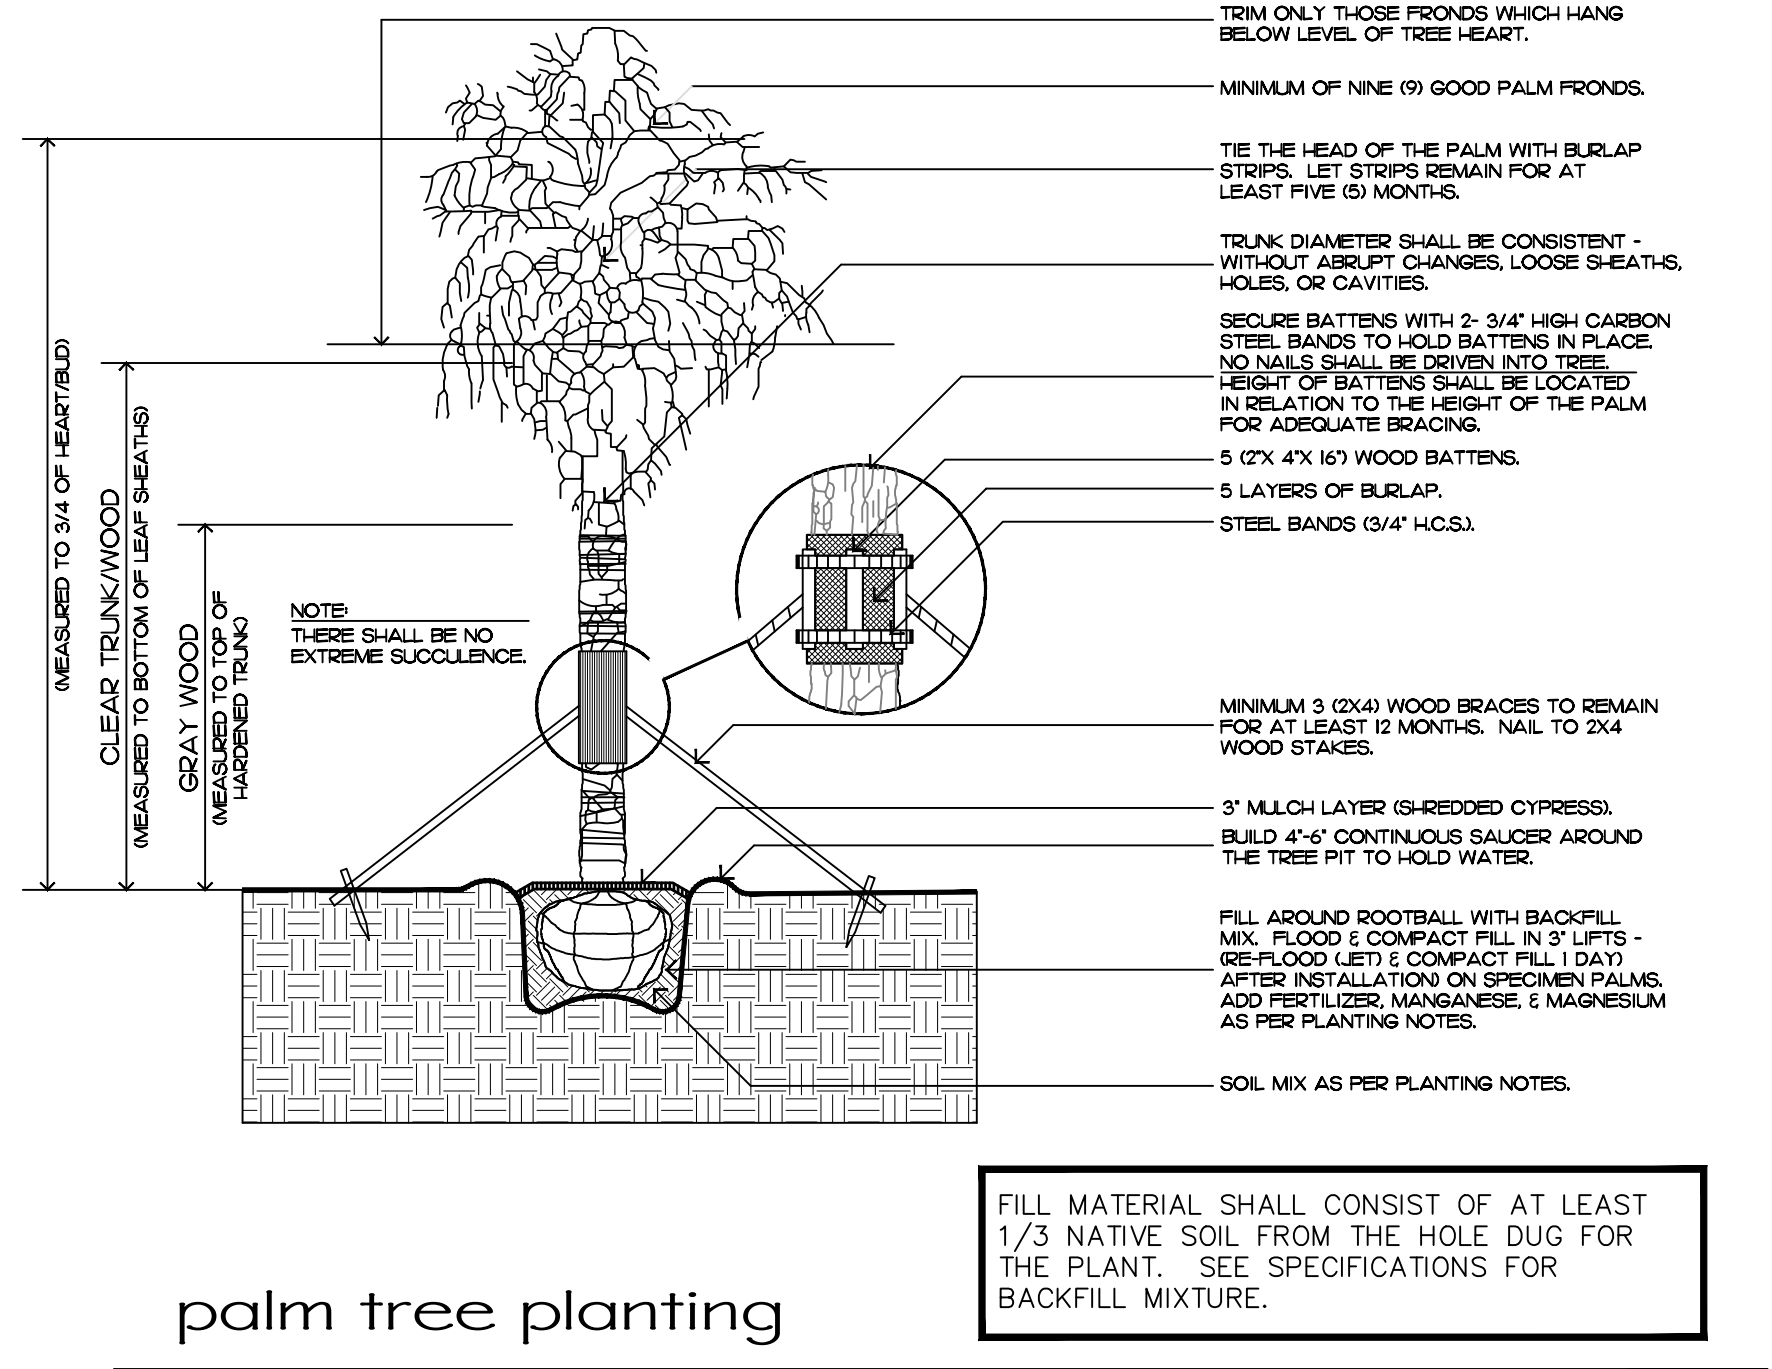 TRIM ONLY THOSE FRONDS WHICH HANG
BELOW LEVEL OF TREE HEART.
MINIMUM OF NINE (9) GOOD PALM FRONDS.
TIE THE HEAD OF THE PALM WITH BURLAP
STRIPS. LET STRIPS REMAIN FOR AT
LEAST FIVE (5) MONTHS.
TRUNK DIAMETER SHALL BE CONSISTENT -
WITHOUT ABRUPT CHANGES, LOOSE SHEATHS,
HOLES, OR CAVITIES.
SECURE BATTENS WITH 2- 3/4" HIGH CARBON
STEEL BANDS TO HOLD BATTENS IN PLACE.
NO NAILS SHALL BE DRIVEN INTO TREE.
HEIGHT OF BATTENS SHALL BE LOCATED
IN RELATION TO THE HEIGHT OF THE PALM
FOR ADEQUATE BRACING.
5 (2"X 4"X 16") WOOD BATTENS.
5 LAYERS OF BURLAP.
STEEL BANDS (3/4" H.C.S.).
(MEASURED TO 3/4 OF HEART/BUD)
CLEAR TRUNK/WOOD
(MEASURED TO BOTTOM OF LEAF SHEATHS)
GRAY WOOD
(MEASURED TO TOP OF
HARDENED TRUNK)
NOTE:
THERE SHALL BE NO
EXTREME SUCCULENCE.
MINIMUM 3 (2X4) WOOD BRACES TO REMAIN
FOR AT LEAST 12 MONTHS. NAIL TO 2X4
WOOD STAKES.
3" MULCH LAYER (SHREDDED CYPRESS).
BUILD 4"-6" CONTINUOUS SAUCER AROUND
THE TREE PIT TO HOLD WATER.
FILL AROUND ROOTBALL WITH BACKFILL
MIX. FLOOD & COMPACT FILL IN 3" LIFTS -
(RE-FLOOD (JET) & COMPACT FILL 1 DAY)
AFTER INSTALLATION) ON SPECIMEN PALMS.
ADD FERTILIZER, MANGANESE, & MAGNESIUM
AS PER PLANTING NOTES.
SOIL MIX AS PER PLANTING NOTES.
FILL MATERIAL SHALL CONSIST OF AT LEAST
1/3 NATIVE SOIL FROM THE HOLE DUG FOR
THE PLANT. SEE SPECIFICATIONS FOR
BACKFILL MIXTURE.
palm tree planting